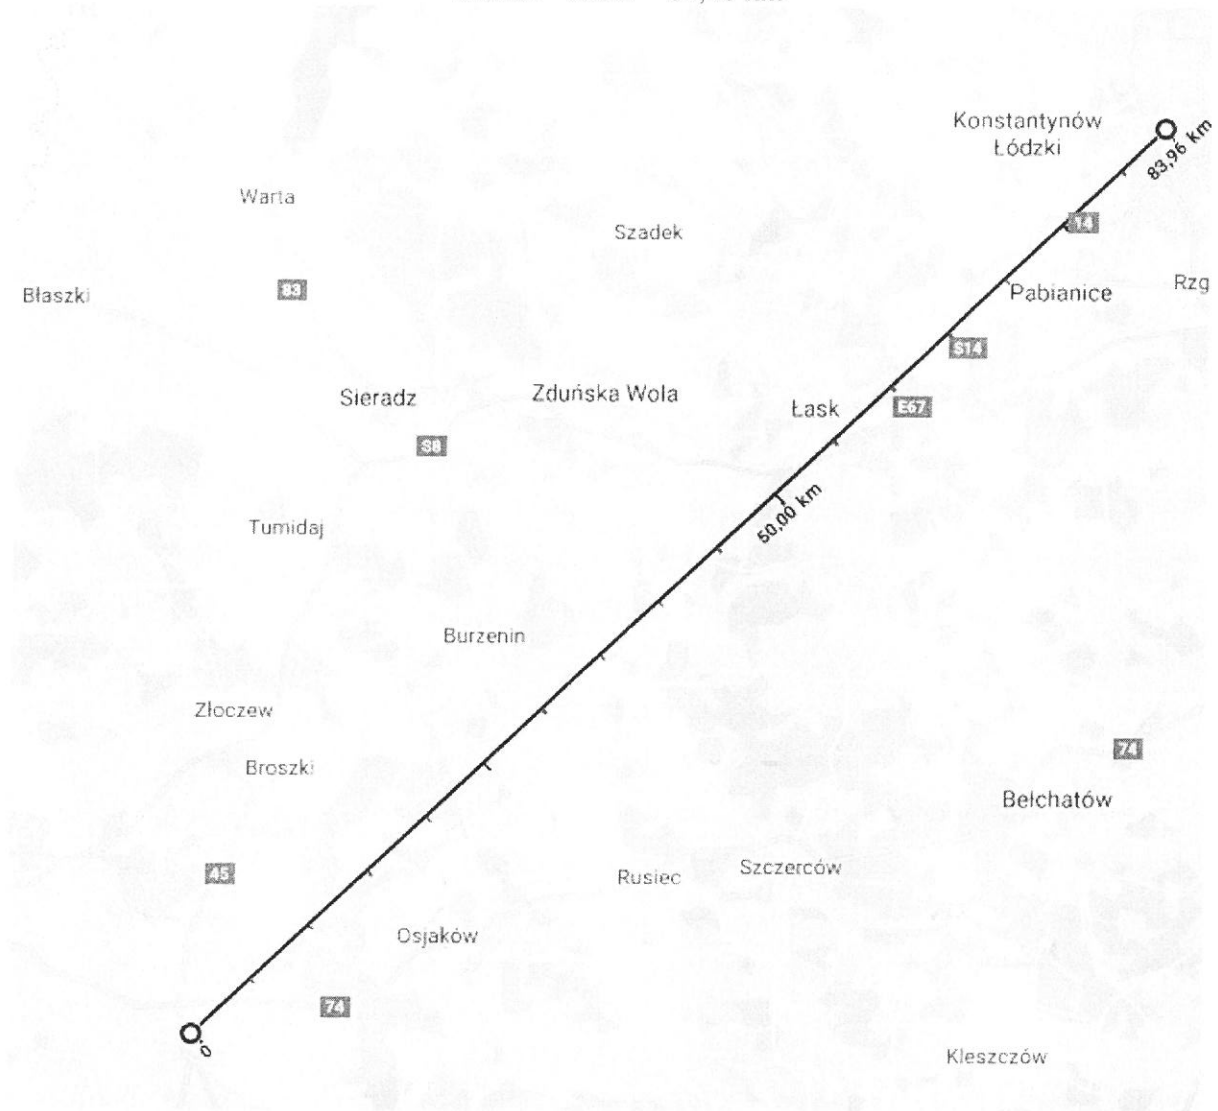 Konstantynów
Łódzki
83,96 km
Warta
14
Szadek
83
Błaszki
Pabianice
Rzg
S14
Sieradz
Zduńska Wola
Łask
E67
S8
50,00 km
Tumidaj
Burzenin
Złoczew
74
Broszki
Bełchatów
45
Rusiec
Szczerców
Osjaków
74
0
Kleszczów